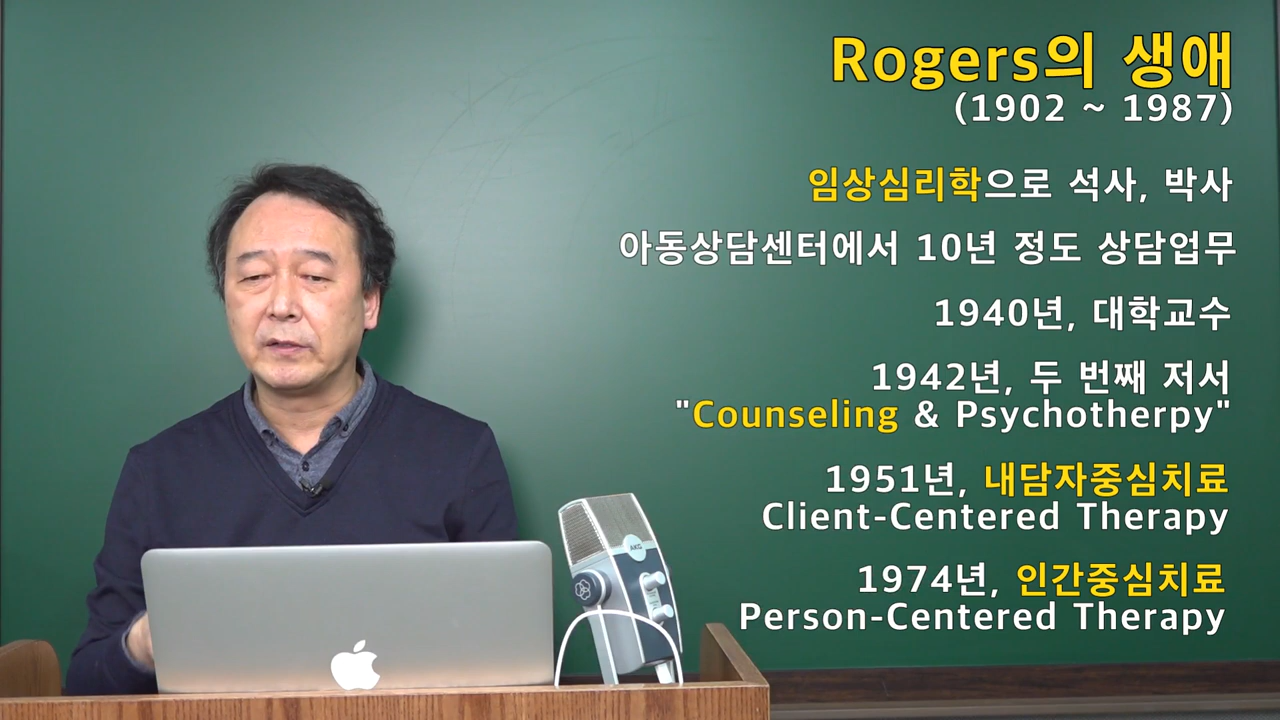 Rogers의 생애
(1902 ~ 1987)
임상심리학으로 석사, 박사
아동상담센터에서 10년 정도 상담업무
1940년, 대학교수
1942년, 두 번째 저서
"Counseling & Psychotherpy"
1951년, 내담자중심치료
Client-Centered Therapy
1974년, 인간중심치료
Person-Centered Therapy
AKG